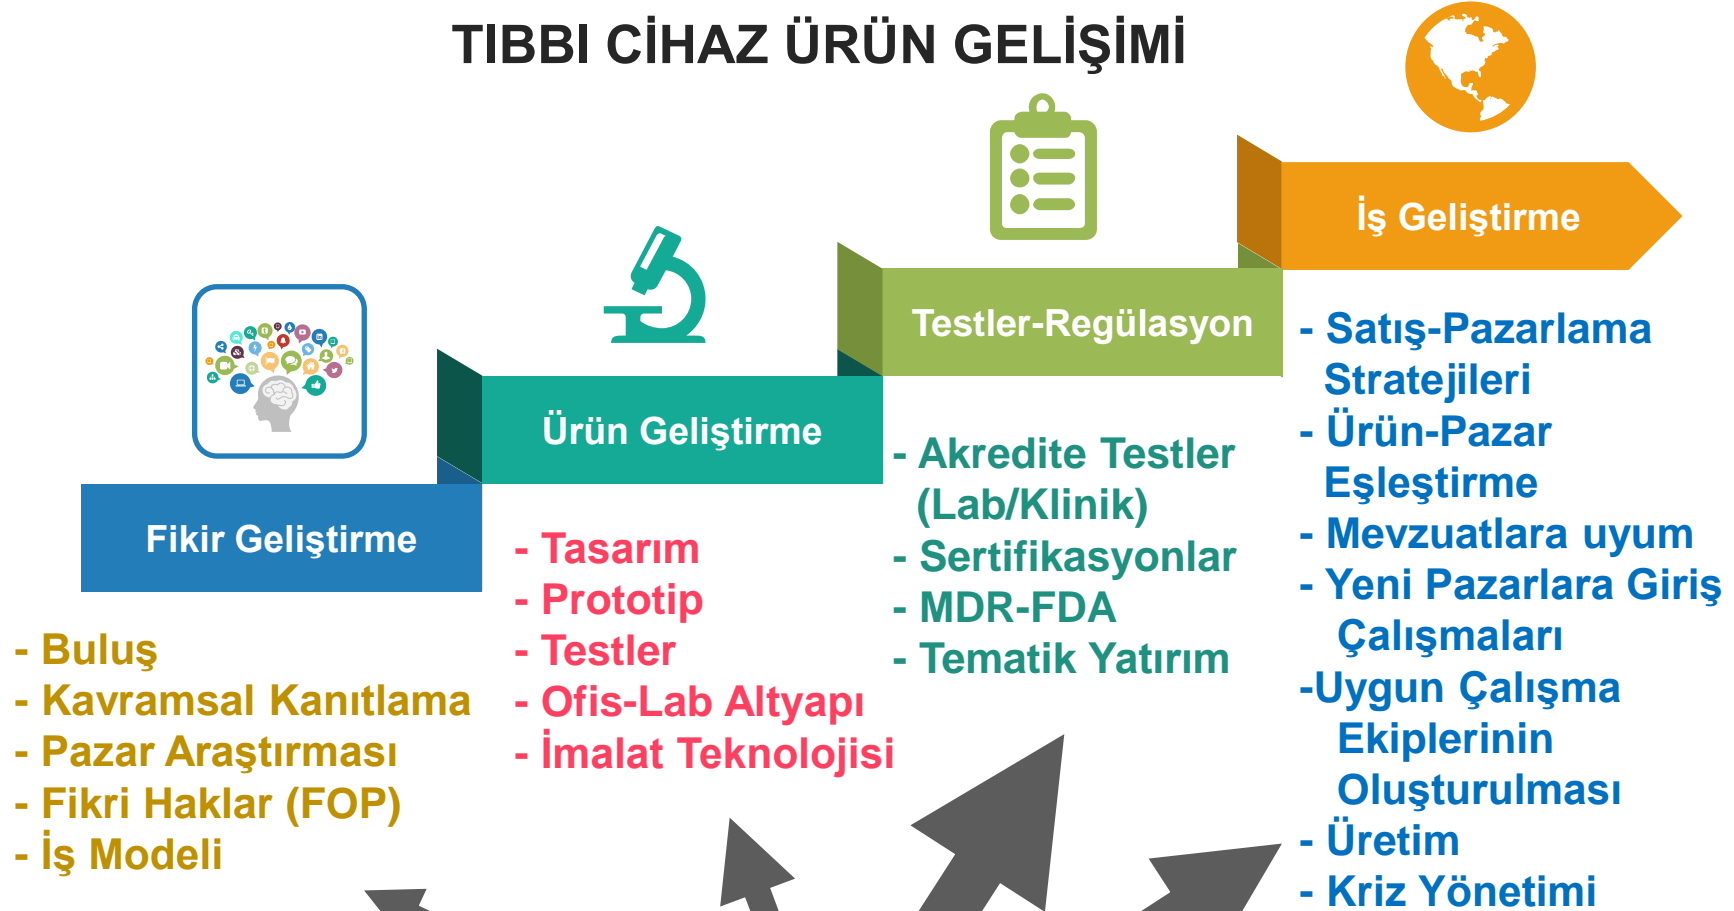 TIBBI CİHAZ ÜRÜN GELİŞİMİ
Fikir Geliştirme
- Buluş
- Kavramsal Kanıtlama
- Pazar Araştırması
- Fikri Haklar (FOP)
- İş Modeli
Ürün Geliştirme
- Tasarım
- Prototip
- Testler
- Ofis-Lab Altyapı
- İmalat Teknolojisi
Testler-Regülasyon
- Akredite Testler
(Lab/Klinik)
- Sertifikasyonlar
- MDR-FDA
- Tematik Yatırım
İş Geliştirme
- Satış-Pazarlama
Stratejileri
- Ürün-Pazar
Eşleştirme
- Mevzuatlara uyum
- Yeni Pazarlara Giriş
Çalışmaları
-Uygun Çalışma
Ekiplerinin
Oluşturulması
- Üretim
- Kriz Yönetimi